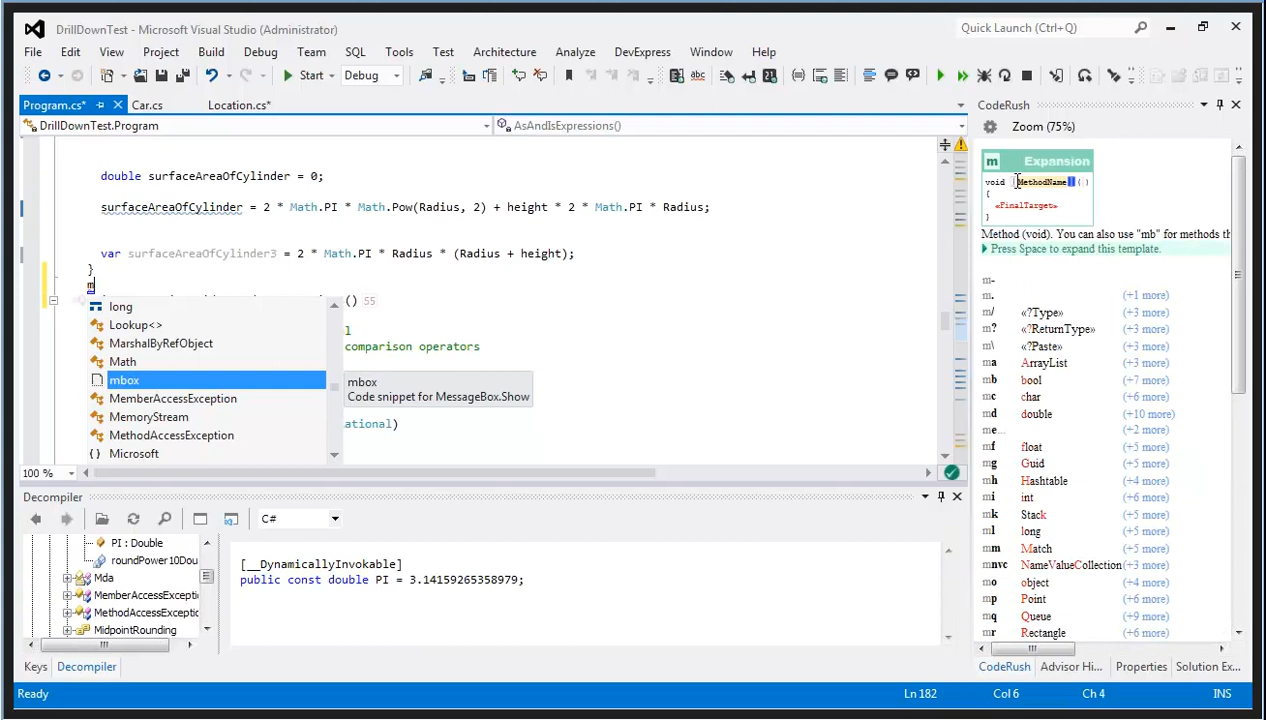 DrillDownTest - Microsoft Visual Studio (Administrator)
Quick Launch (Ctrl+Q)
File Edit View Project Build Debug Team SQL Tools Test Architecture Analyze DevExpress Window Help
Start Debug
Program.cs* Car.cs Location.cs*
DrillDownTest.Program
AsAndIsExpressions()
double surfaceAreaOfCylinder = 0;
surfaceAreaOfCylinder = 2 * Math.PI * Math.Pow(Radius, 2) + height * 2 * Math.PI * Radius;
var surfaceAreaOfCylinder3 = 2 * Math.PI * Radius * (Radius + height);
}
m
() 55
l
comparison operators
ational)
long
Lookup<>
MarshalByRefObject
Math
mbox
MemberAccessException
MemoryStream
MethodAccessException
Microsoft
mbox
Code snippet for MessageBox.Show
100 %
Decompiler
C#
PI : Double
roundPower10Dou
Mda
MemberAccessExcepti
MethodAccessExceptic
MidpointRounding
[__DynamicallyInvokable]
public const double PI = 3.14159265358979;
Keys Decompiler
CodeRush
Zoom (75%)
m Expansion
void MethodName()
{
«FinalTarget»
}
Method (void). You can also use "mb" for methods th
Press Space to expand this template.
m-
m. (+1 more)
m/ «?Type» (+3 more)
m? «?ReturnType» (+3 more)
m\ «?Paste» (+3 more)
ma ArrayList (+3 more)
mb bool (+7 more)
mc char (+6 more)
md double (+10 more)
me... (+2 more)
mf float (+5 more)
mg Guid (+5 more)
mh Hashtable (+4 more)
mi int (+6 more)
mk Stack (+5 more)
ml long (+5 more)
mm Match (+5 more)
mnvc NameValueCollection (+3 more)
mo object (+4 more)
mp Point (+6 more)
mq Queue (+9 more)
mr Rectangle (+6 more)
CodeRush Advisor Hi... Properties Solution Ex...
Ready
Ln 182 Col 6 Ch 4 INS